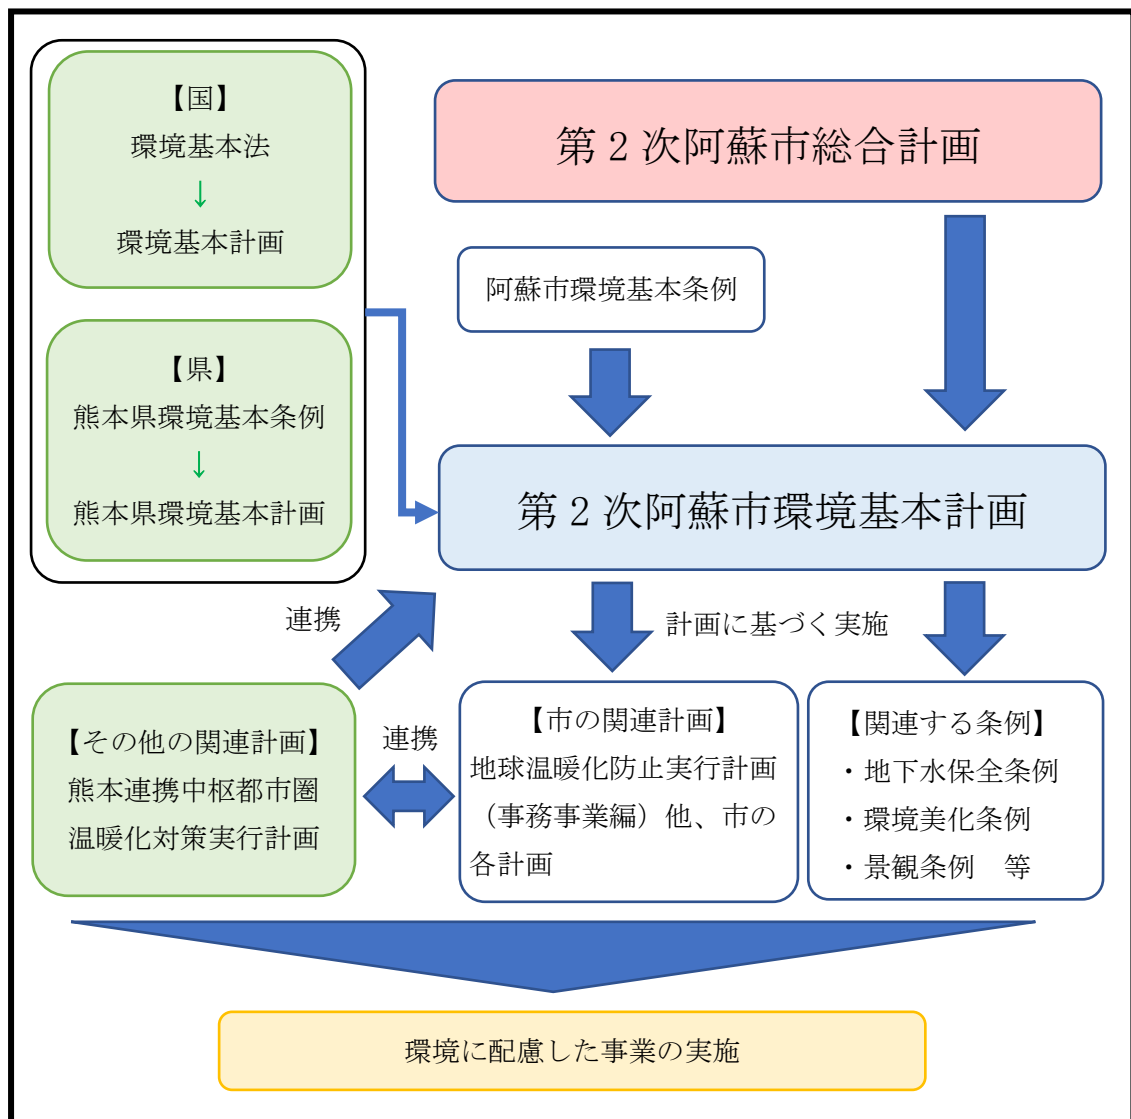 【国】
環境基本法
↓
環境基本計画
【県】
熊本県環境基本条例
↓
熊本県環境基本計画
第2次阿蘇市総合計画
阿蘇市環境基本条例
第2次阿蘇市環境基本計画
連携
計画に基づく実施
【その他の関連計画】
熊本連携中枢都市圏
温暖化対策実行計画
連携
【市の関連計画】
地球温暖化防止実行計画
（事務事業編）他、市の
各計画
【関連する条例】
・地下水保全条例
・環境美化条例
・景観条例　等
環境に配慮した事業の実施